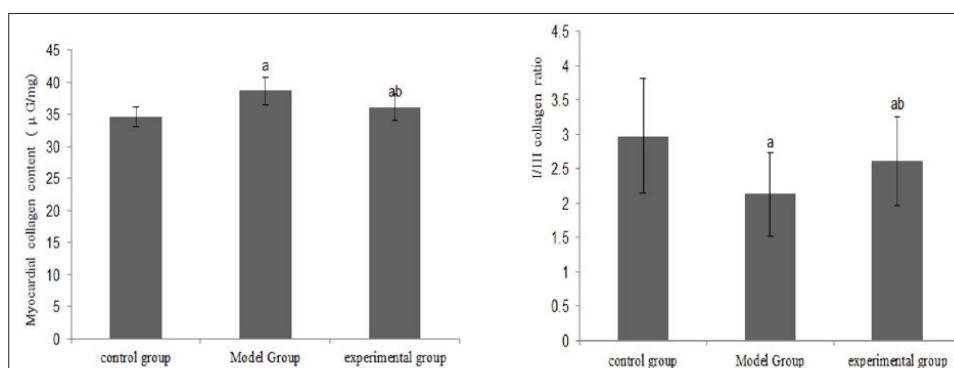 Myocardial collagen content ( μ G/mg)
45
40
35
30
25
20
15
10
5
0
a
ab
control group
Model Group
experimental group
I/III collagen ratio
4.5
4
3.5
3
2.5
2
1.5
1
0.5
0
a
ab
control group
Model Group
experimental group